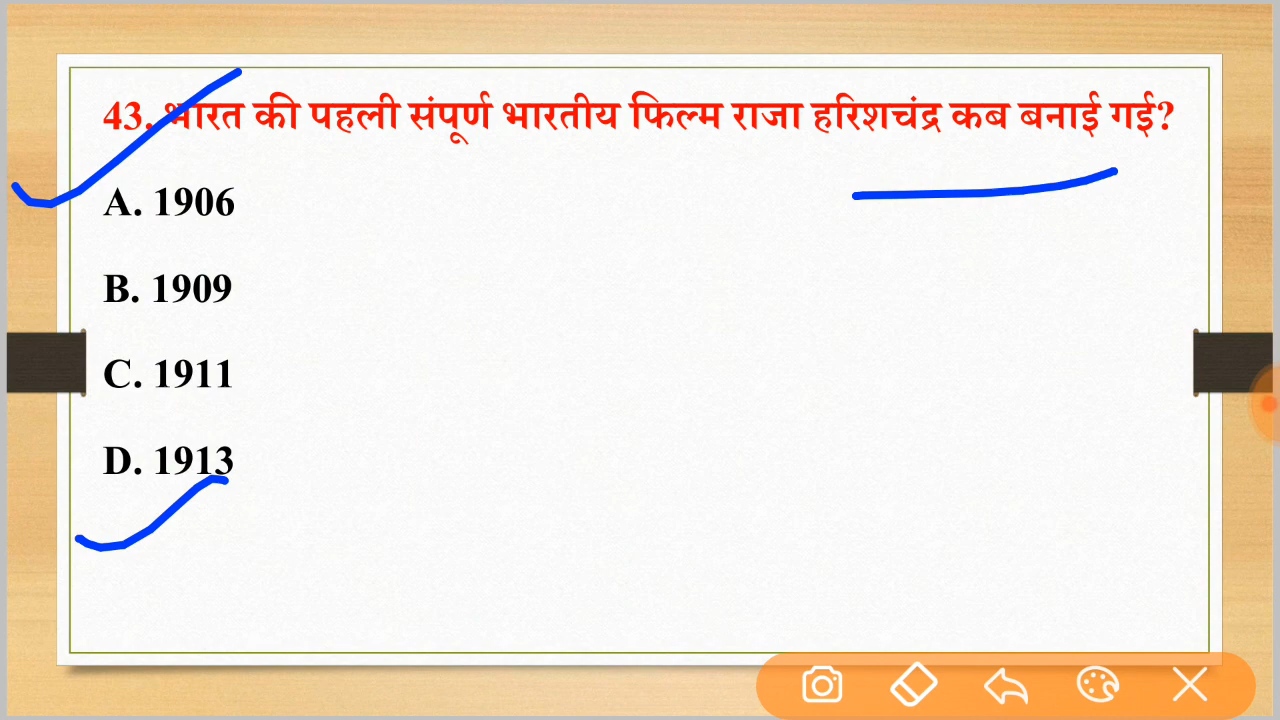 43. भारत की पहली संपूर्ण भारतीय फिल्म राजा हरिशचंद्र कब बनाई गई?
A. 1906
B. 1909
C. 1911
D. 1913